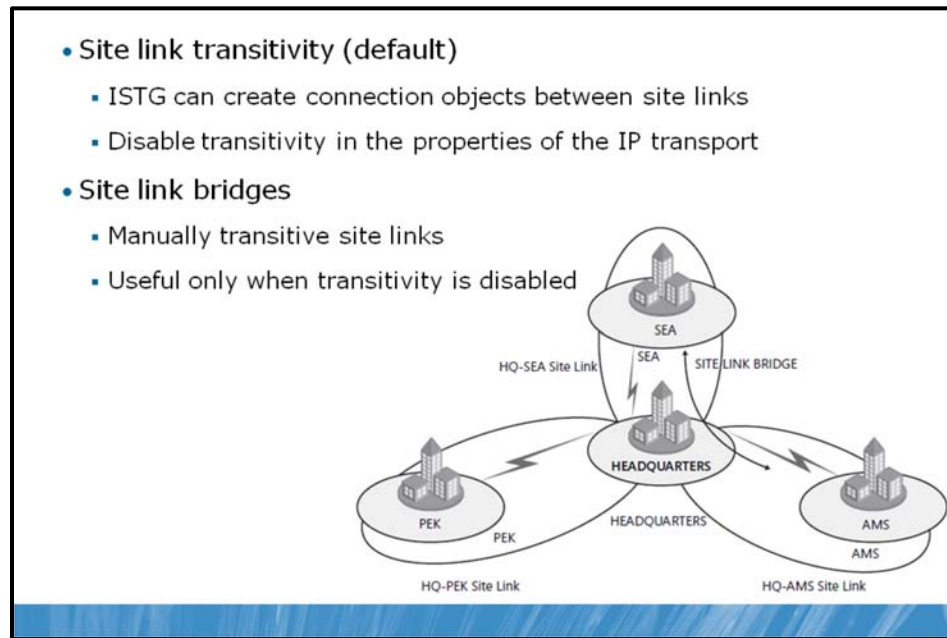 • Site link transitivity (default)
▪ ISTG can create connection objects between site links
▪ Disable transitivity in the properties of the IP transport
• Site link bridges
▪ Manually transitive site links
▪ Useful only when transitivity is disabled
SEA
SEA
HQ-SEA Site Link
SITE LINK BRIDGE
HEADQUARTERS
PEK
PEK
HEADQUARTERS
AMS
AMS
HQ-PEK Site Link
HQ-AMS Site Link